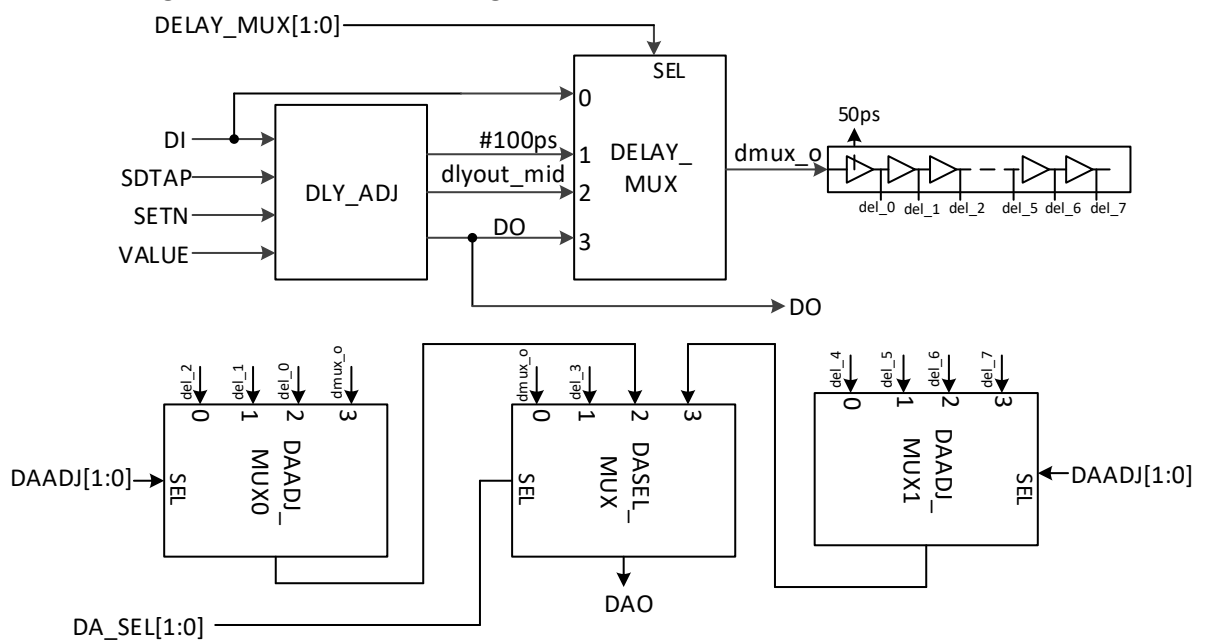 DELAY_MUX[1:0]
SEL
0
50ps
DI
#100ps
1
DELAY_
MUX
dmux_o
SDTAP
DLY_ADJ
dlyout_mid
2
del_0
del_1
del_2
del_5
del_6
del_7
SETN
DO
3
VALUE
DO
del_2
del_1
del_0
dmux_o
0
1
2
3
DAADJ_
MUX0
SEL
DAADJ[1:0]
dmux_o
del_3
0
1
2
3
DASEL_
MUX
SEL
DAO
del_4
del_5
del_6
del_7
0
1
2
3
DAADJ_
MUX1
SEL
DAADJ[1:0]
DA_SEL[1:0]